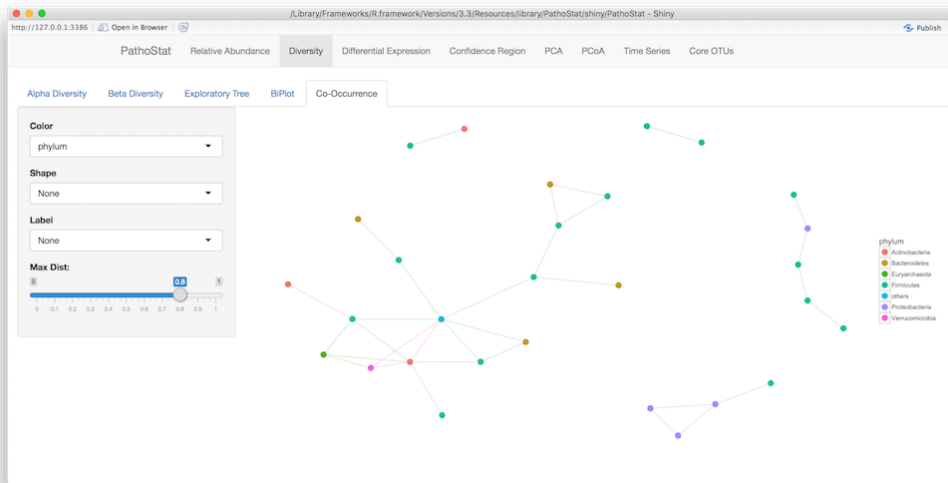 /Library/Frameworks/R.framework/Versions/3.3/Resources/library/PathoStat/shiny/PathoStat - Shiny
http://127.0.0.1:3386 Open in Browser Publish
PathoStat Relative Abundance Diversity Differential Expression Confidence Region PCA PCoA Time Series Core OTUs
Alpha Diversity Beta Diversity Exploratory Tree BiPlot Co-Occurrence
Color
phylum
Shape
None
Label
None
Max Dist:
0 0.8 1
0 0.1 0.2 0.3 0.4 0.5 0.6 0.7 0.8 0.9 1
phylum
Actinobacteria
Bacteroidetes
Euryarchaeota
Firmicutes
others
Proteobacteria
Verrucomicrobia